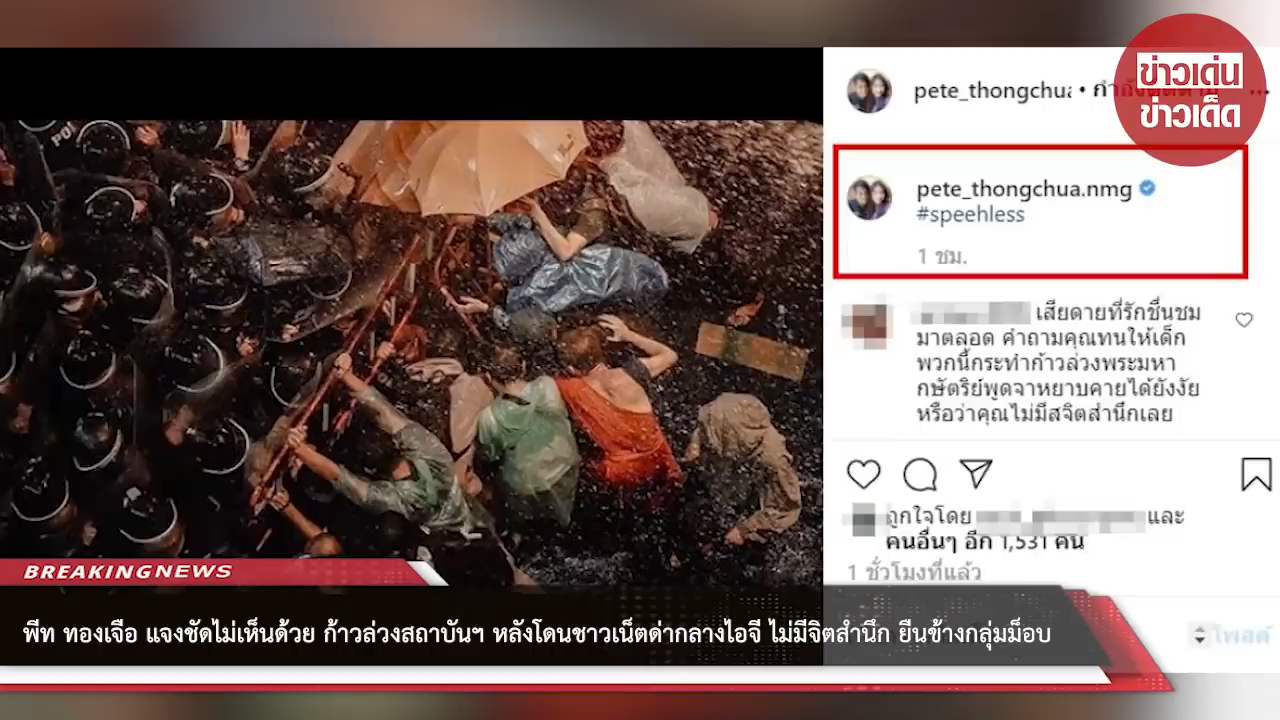 ข่าวเด่น
ข่าวเด็ด
pete_thongchua •
pete_thongchua.nmg
#speehless
1 ชม.
เสียดายที่รักชื่นชม
มาตลอด คำถามคุณทนให้เด็ก
พวกนี้กระทำก้าวล่วงพระมหา
กษัตริย์พูดจาหยาบคายได้ยังงัย
หรือว่าคุณไม่มีสจิตสำนึกเลย
ถูกใจโดย และ
คนอื่นๆ อีก 1,531 คน
1 ชั่วโมงที่แล้ว
โพสต์
BREAKING NEWS
พีท ทองเจือ แจงชัดไม่เห็นด้วย ก้าวล่วงสถาบันฯ หลังโดนชาวเน็ตด่ากลางไอจี ไม่มีจิตสำนึก ยืนข้างกลุ่มม็อบ